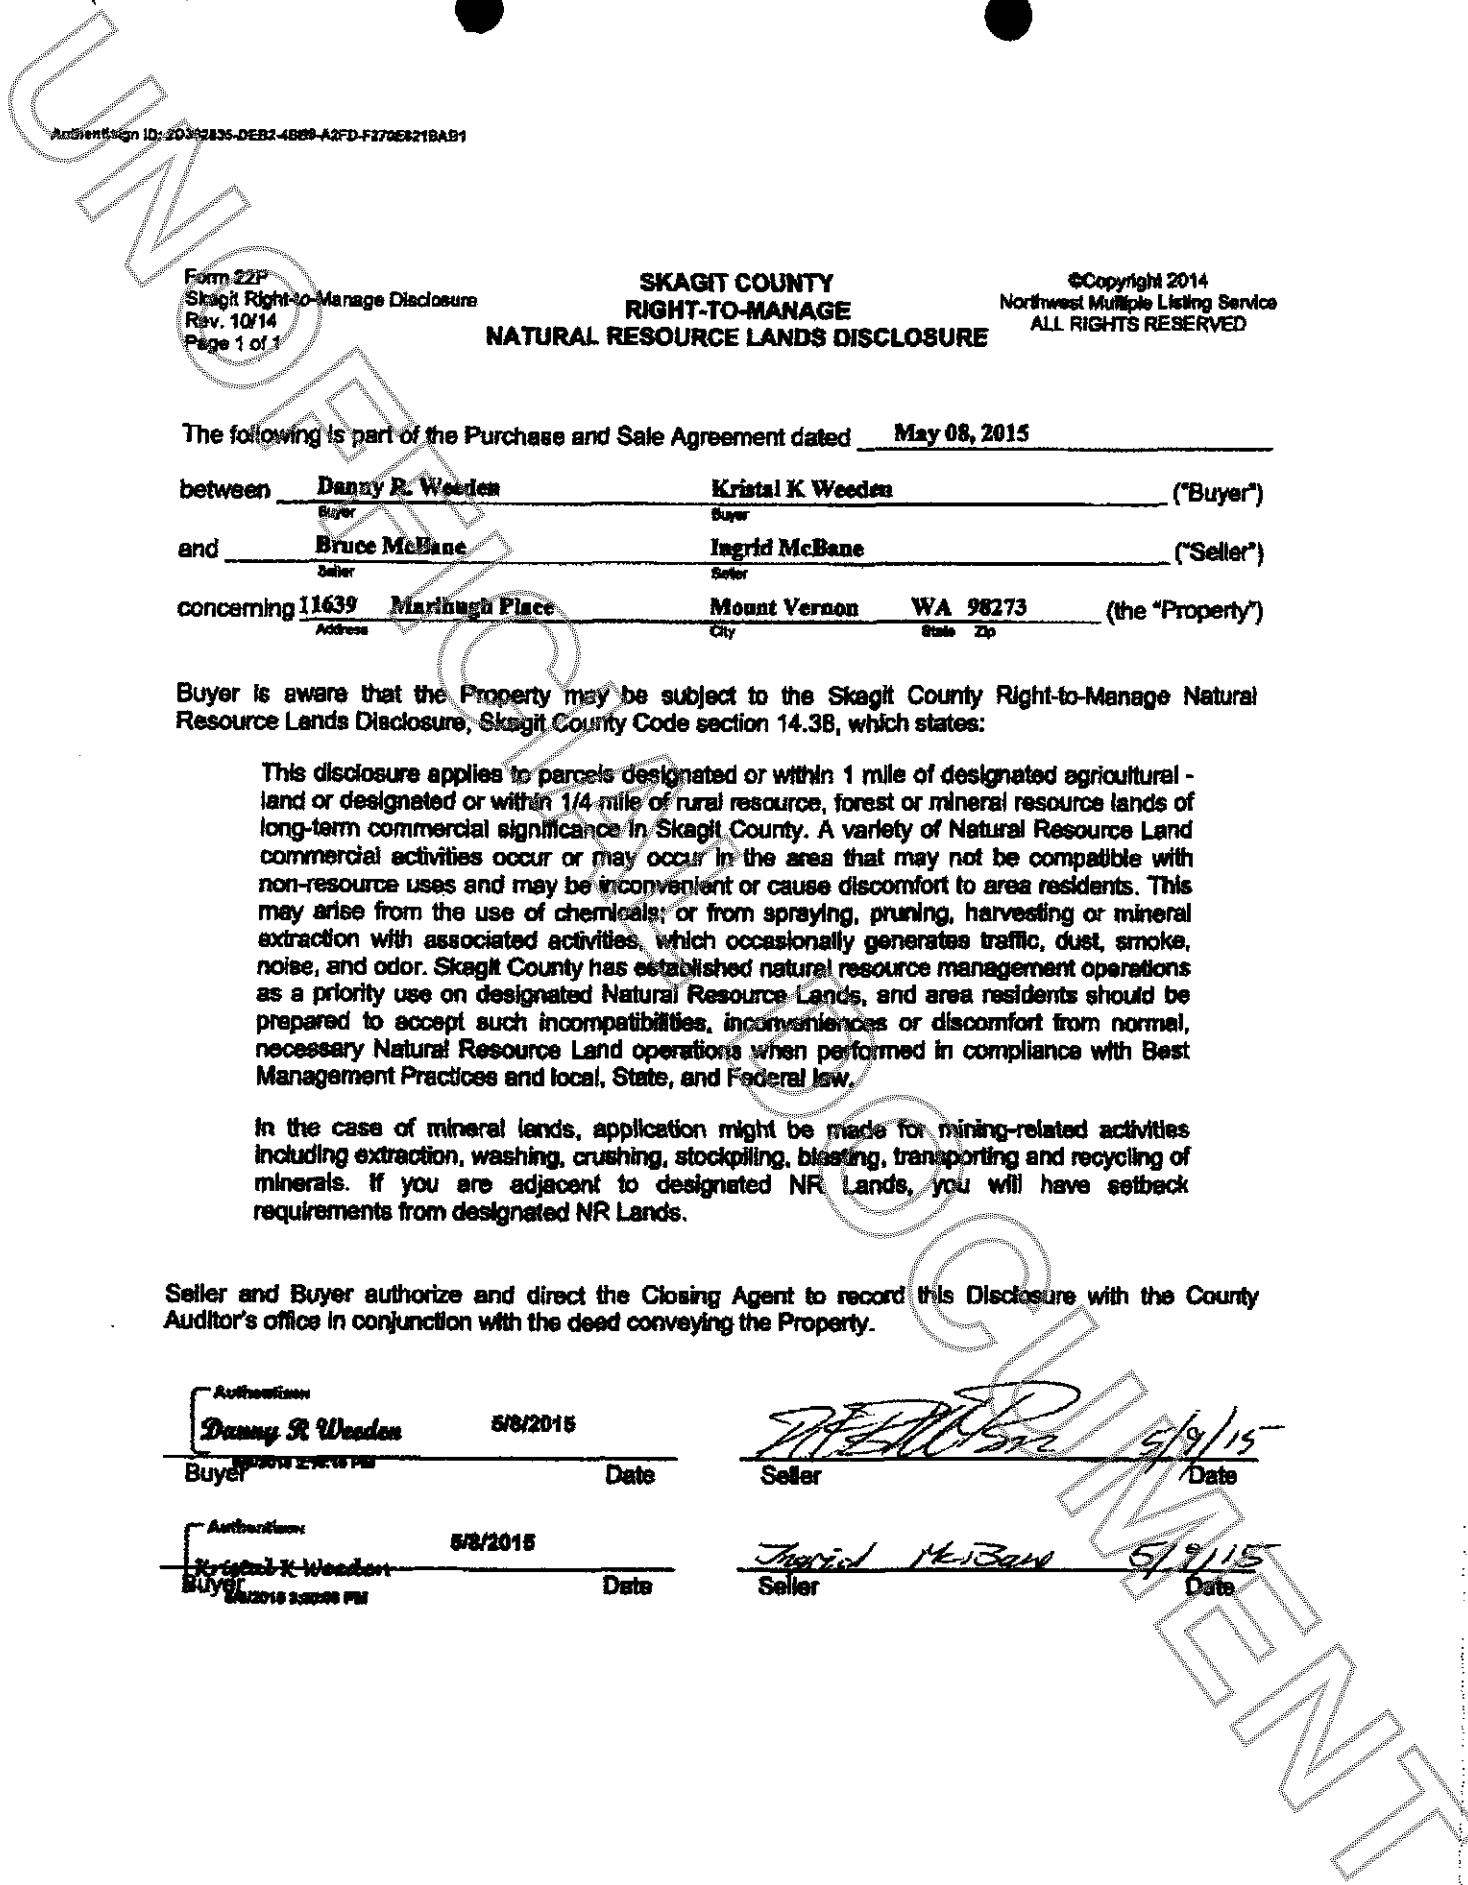 Authentisign ID: 20392835-DEB2-4BB9-A2FD-F270E821BAB1
Form 22P
Skagit Right-to-Manage Disclosure
Rev. 10/14
Page 1 of 1
SKAGIT COUNTY
RIGHT-TO-MANAGE
NATURAL RESOURCE LANDS DISCLOSURE
©Copyright 2014
Northwest Multiple Listing Service
ALL RIGHTS RESERVED
The following is part of the Purchase and Sale Agreement dated May 08, 2015
between Danny R. Weeden Kristal K Weeden ("Buyer")
Buyer Buyer
and Bruce McBane Ingrid McBane ("Seller")
Seller Seller
concerning 11639 Marihugh Place Mount Vernon WA 98273 (the "Property")
Address City State Zip
Buyer is aware that the Property may be subject to the Skagit County Right-to-Manage Natural
Resource Lands Disclosure, Skagit County Code section 14.38, which states:
This disclosure applies to parcels designated or within 1 mile of designated agricultural -
land or designated or within 1/4 mile of rural resource, forest or mineral resource lands of
long-term commercial significance in Skagit County. A variety of Natural Resource Land
commercial activities occur or may occur in the area that may not be compatible with
non-resource uses and may be inconvenient or cause discomfort to area residents. This
may arise from the use of chemicals; or from spraying, pruning, harvesting or mineral
extraction with associated activities, which occasionally generates traffic, dust, smoke,
noise, and odor. Skagit County has established natural resource management operations
as a priority use on designated Natural Resource Lands, and area residents should be
prepared to accept such incompatibilities, inconveniences or discomfort from normal,
necessary Natural Resource Land operations when performed in compliance with Best
Management Practices and local, State, and Federal law.
In the case of mineral lands, application might be made for mining-related activities
including extraction, washing, crushing, stockpiling, blasting, transporting and recycling of
minerals. If you are adjacent to designated NR Lands, you will have setback
requirements from designated NR Lands.
Seller and Buyer authorize and direct the Closing Agent to record this Disclosure with the County
Auditor's office in conjunction with the deed conveying the Property.
Authentisign
Danny R Weeden 5/8/2015 5/9/15
Buyer Date Seller Date
Authentisign
Kristal K Weeden 5/8/2015 Ingrid McBane 5/9/15
Buyer Date Seller Date
UNOFFICIAL DOCUMENT